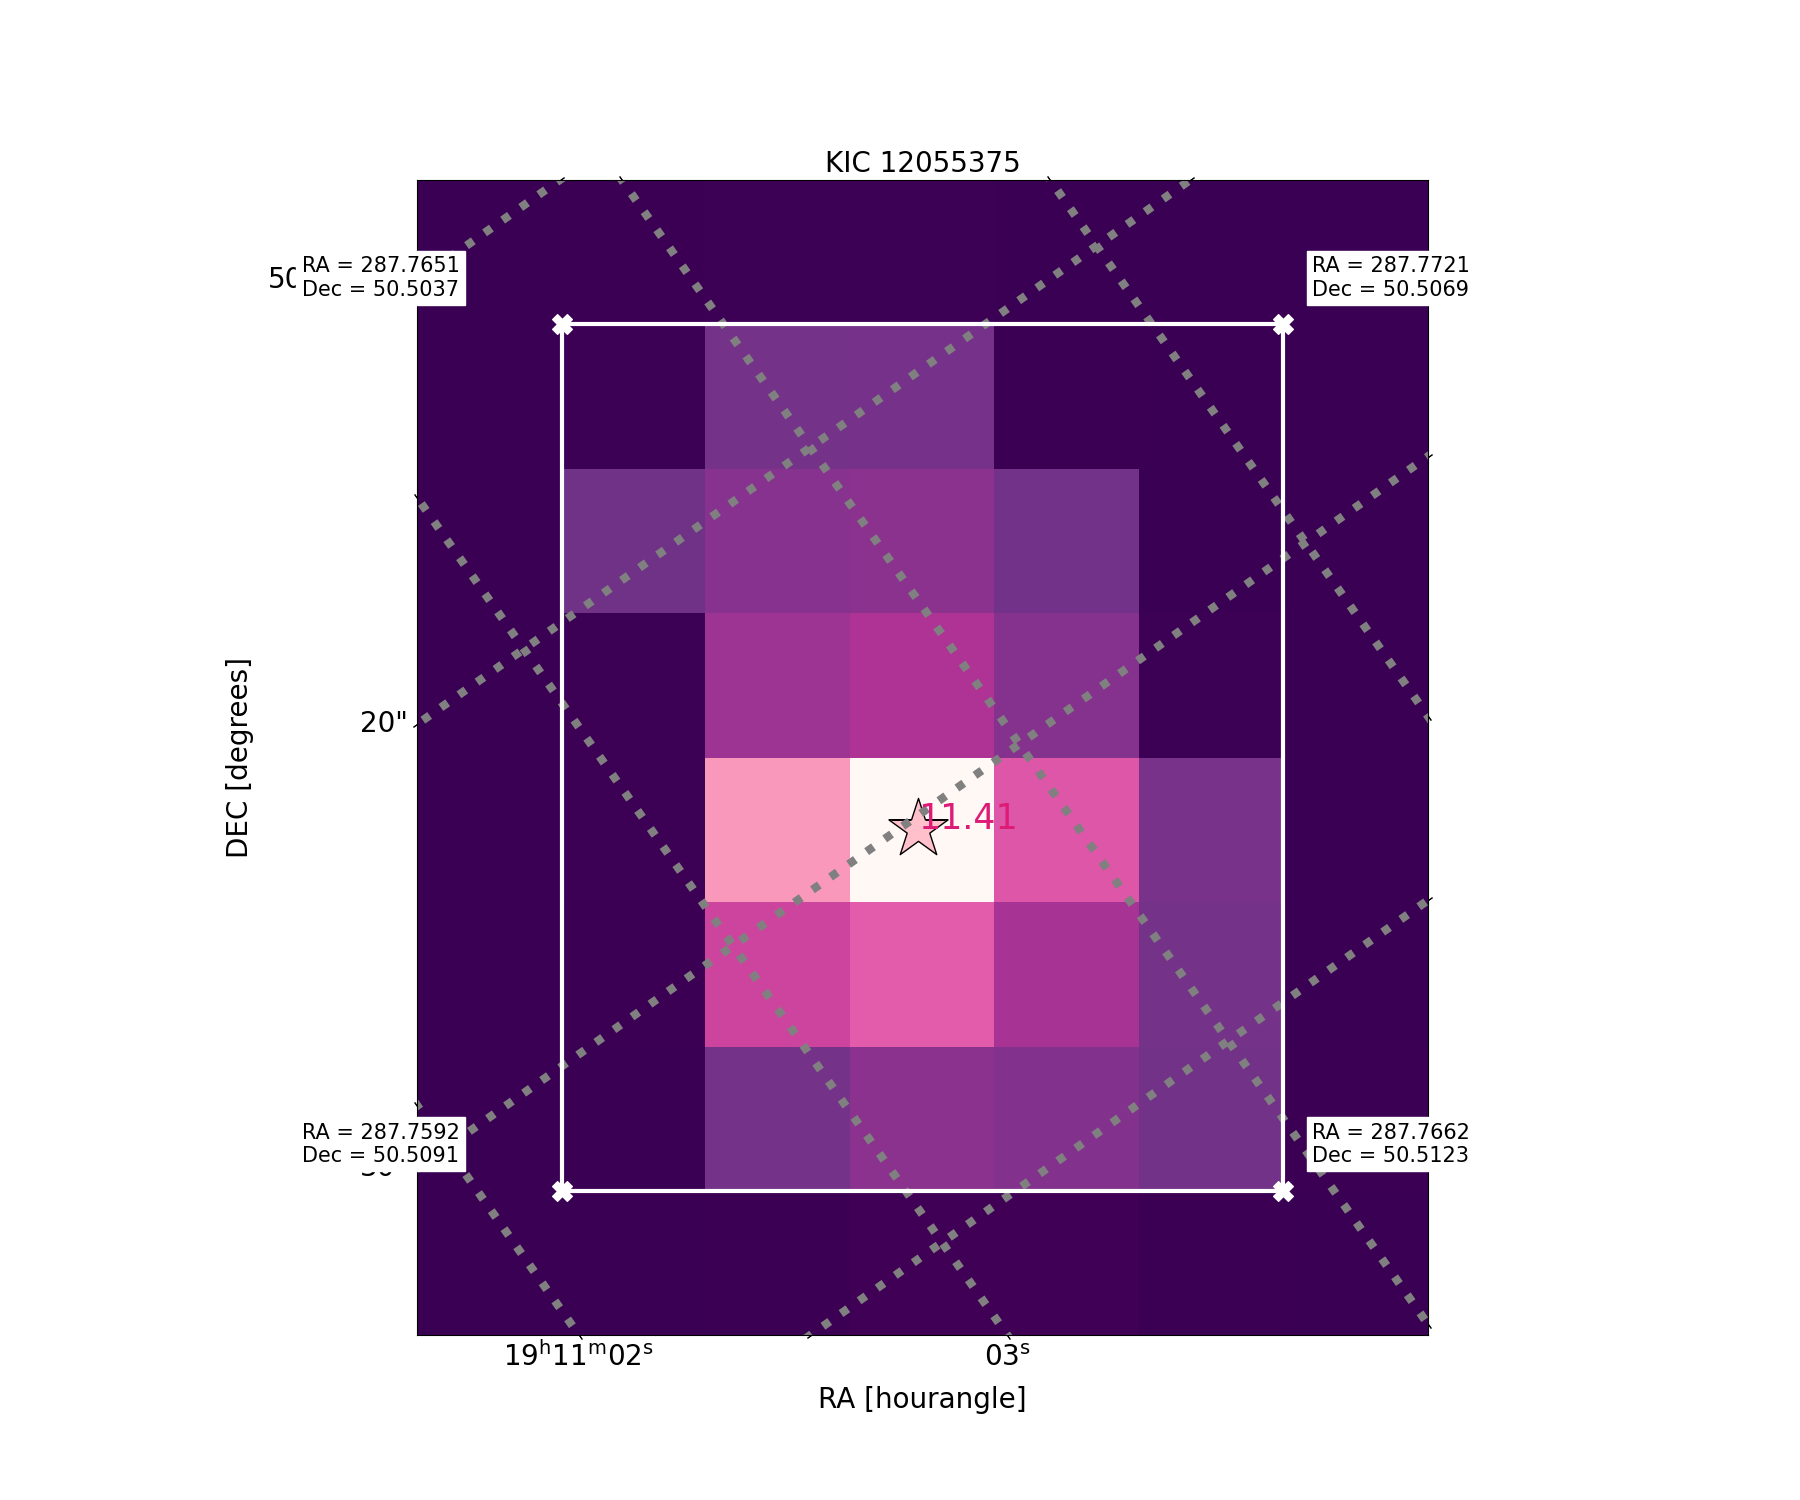 KIC 12055375
RA = 287.7651
Dec = 50.5037
RA = 287.7721
Dec = 50.5069
20"
11.41
DEC [degrees]
RA = 287.7592
Dec = 50.5091
RA = 287.7662
Dec = 50.5123
19ʰ11ᵐ02ˢ
03ˢ
RA [hourangle]